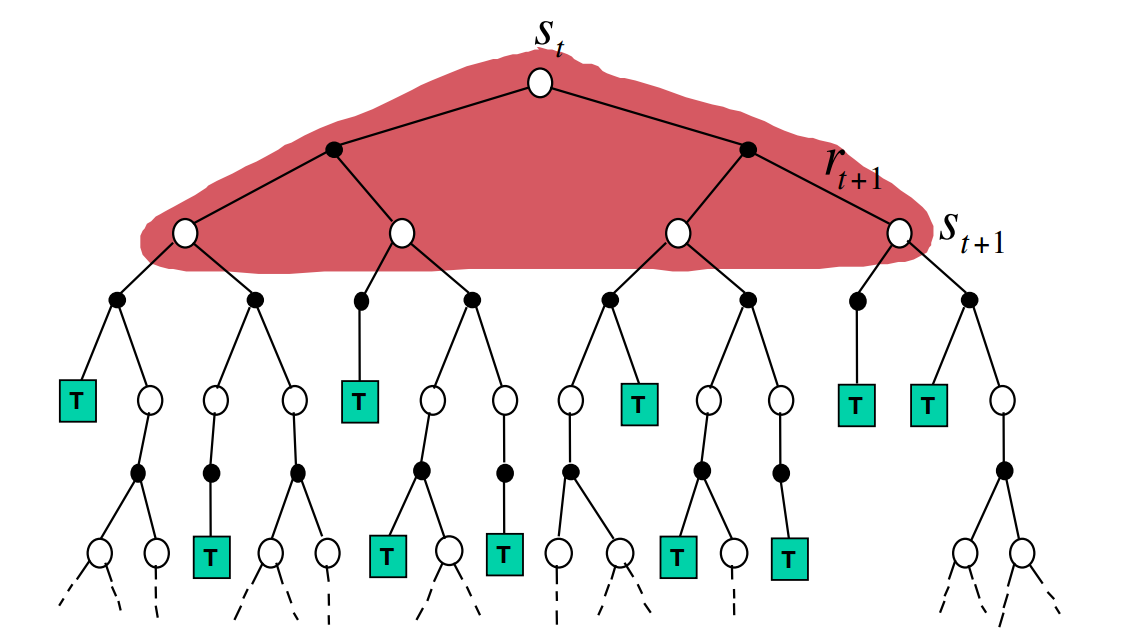 s_t
r_{t+1}
s_{t+1}
T T T T T
T T T T T